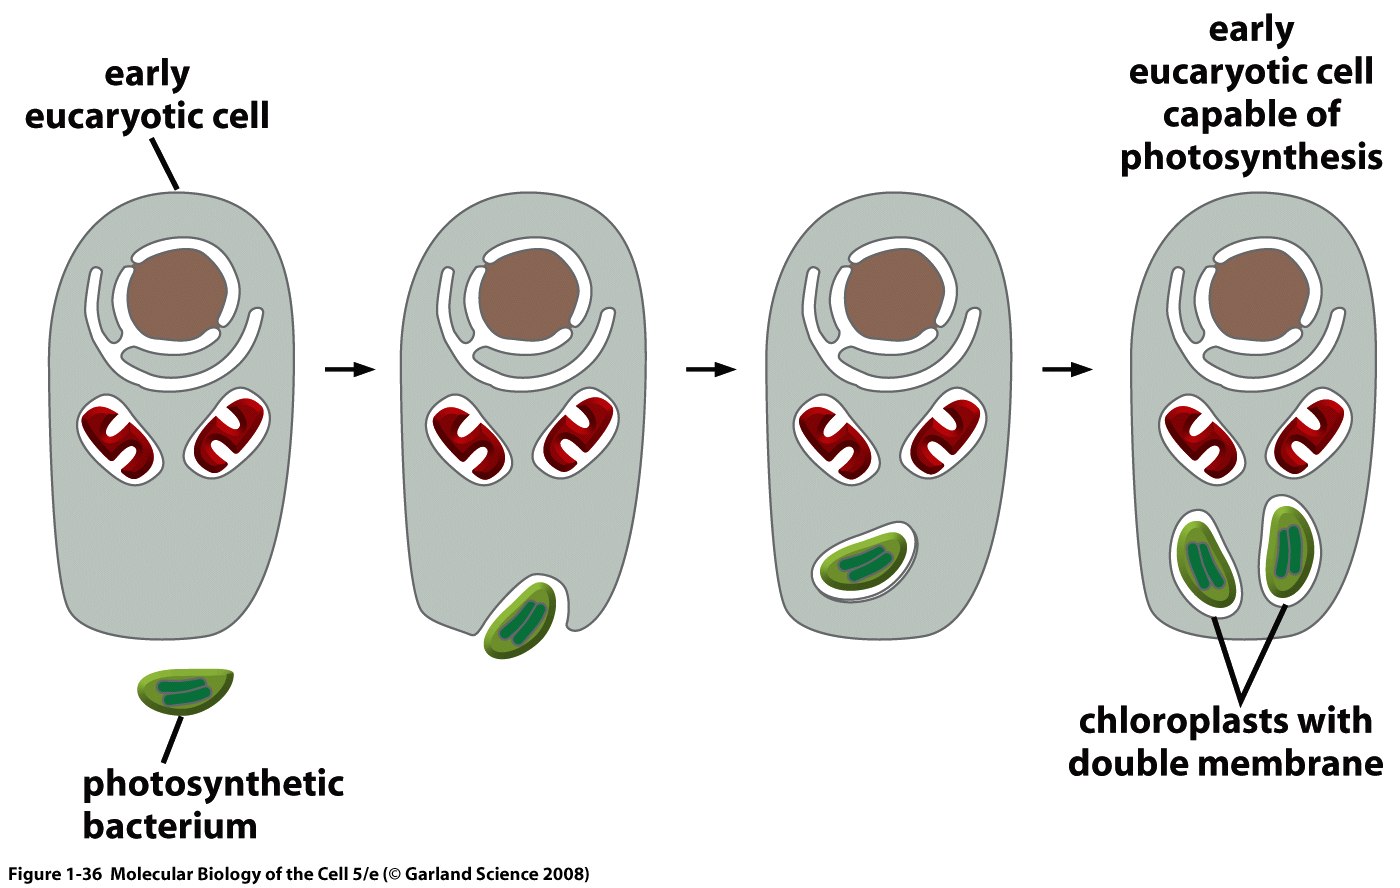 early
eucaryotic cell
early
eucaryotic cell
capable of
photosynthesis
photosynthetic
bacterium
chloroplasts with
double membrane
Figure 1-36 Molecular Biology of the Cell 5/e (© Garland Science 2008)